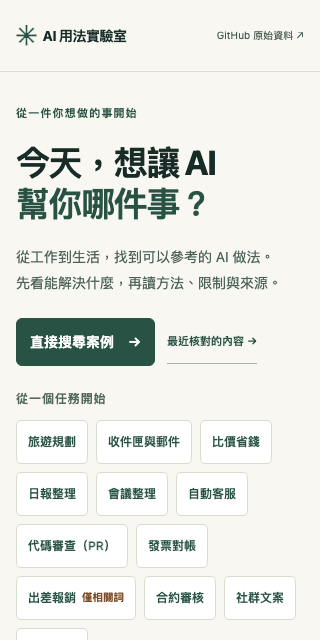 AI 用法實驗室
GitHub 原始資料 ↗
從一件你想做的事開始
今天，想讓 AI
幫你哪件事？
從工作到生活，找到可以參考的 AI 做法。
先看能解決什麼，再讀方法、限制與來源。
直接搜尋案例 →
最近核對的內容 →
從一個任務開始
旅遊規劃
收件匣與郵件
比價省錢
日報整理
會議整理
自動客服
代碼審查（PR）
發票對帳
出差報銷 僅相關詞
合約審核
社群文案